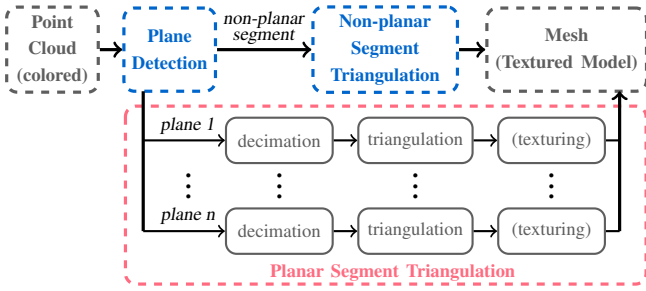 Point
Cloud
(colored)
Plane
Detection
non-planar
segment
Non-planar
Segment
Triangulation
Mesh
(Textured Model)
plane 1
decimation
triangulation
(texturing)
plane n
decimation
triangulation
(texturing)
Planar Segment Triangulation